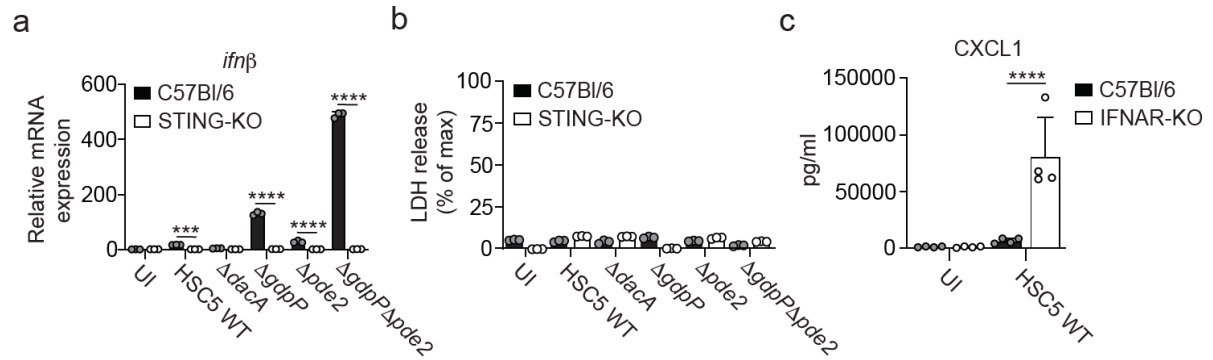 a
ifnβ
C57Bl/6
STING-KO
Relative mRNA
expression
600
400
200
0
***
****
****
****
UI
HSC5 WT
ΔdacA
ΔgdpP
Δpde2
ΔgdpPΔpde2
b
C57Bl/6
STING-KO
LDH release
(% of max)
100
75
50
25
0
UI
HSC5 WT
ΔdacA
ΔgdpP
Δpde2
ΔgdpPΔpde2
c
CXCL1
****
C57Bl/6
IFNAR-KO
pg/ml
150000
100000
50000
0
UI
HSC5 WT